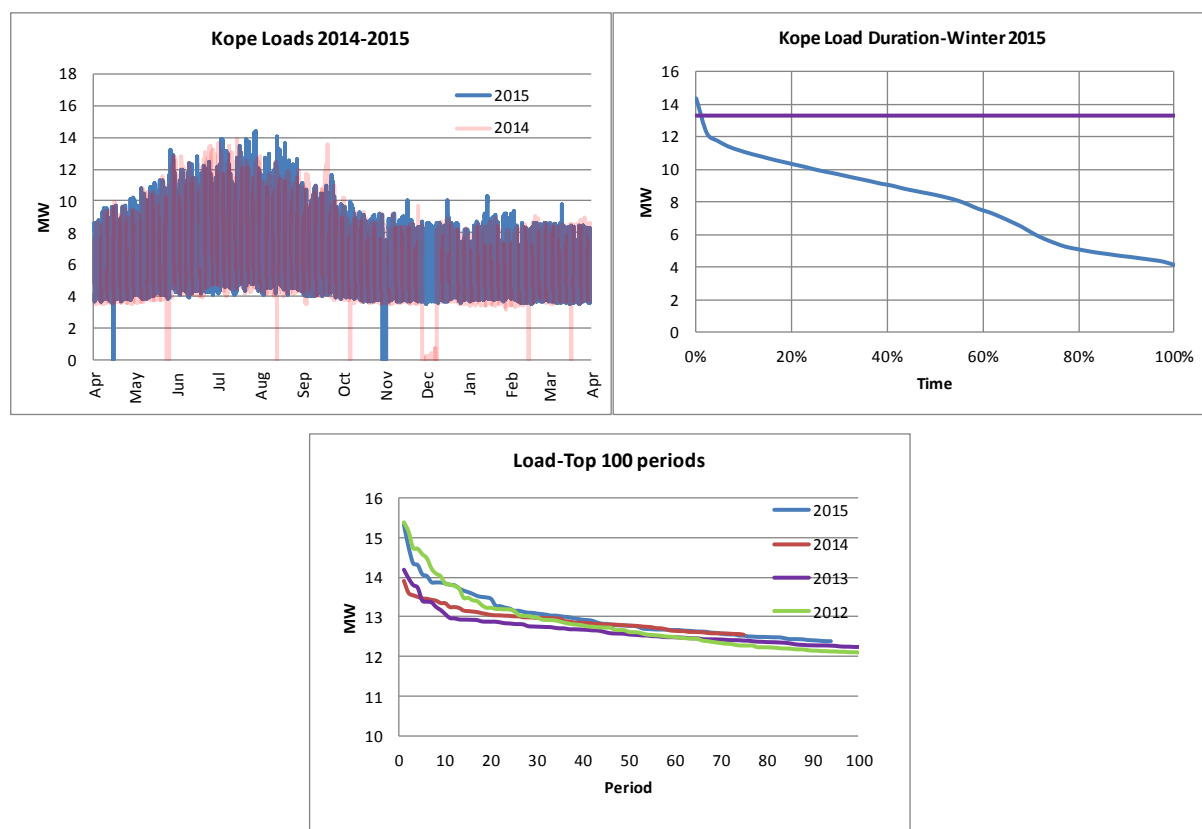 Kope Loads 2014-2015
MW
18
16
14
12
10
8
6
4
2
0
2015
2014
Apr
May
Jun
Jul
Aug
Sep
Oct
Nov
Dec
Jan
Feb
Mar
Apr
Kope Load Duration-Winter 2015
MW
16
14
12
10
8
6
4
2
0
0% 20% 40% 60% 80% 100%
Time
Load-Top 100 periods
MW
16
15
14
13
12
11
10
2015
2014
2013
2012
0 10 20 30 40 50 60 70 80 90 100
Period